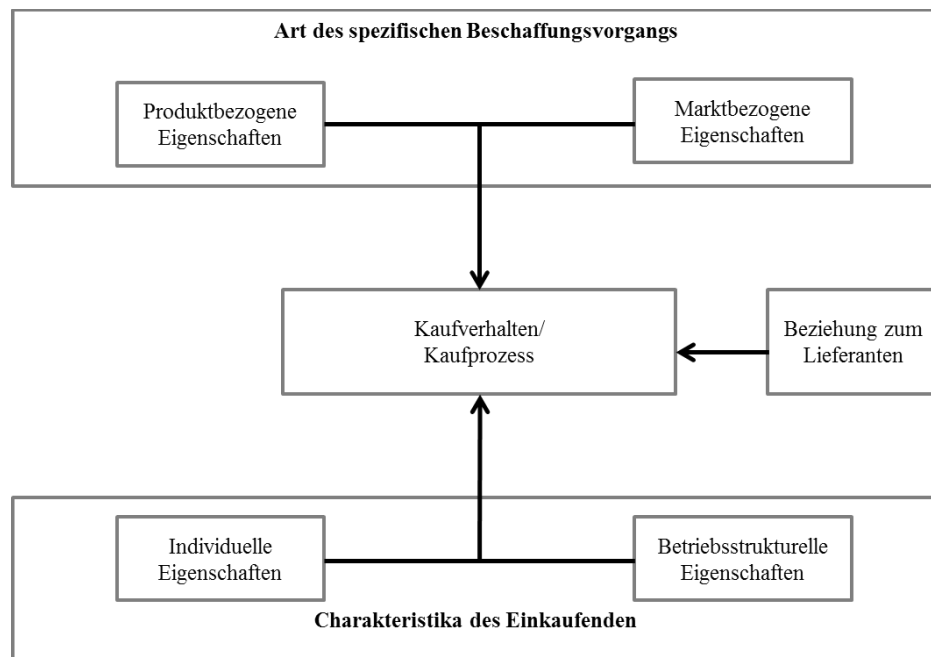 Art des spezifischen Beschaffungsvorgangs
Produktbezogene
Eigenschaften
Marktbezogene
Eigenschaften
Kaufverhalten/
Kaufprozess
Beziehung zum
Lieferanten
Individuelle
Eigenschaften
Betriebsstrukturelle
Eigenschaften
Charakteristika des Einkaufenden